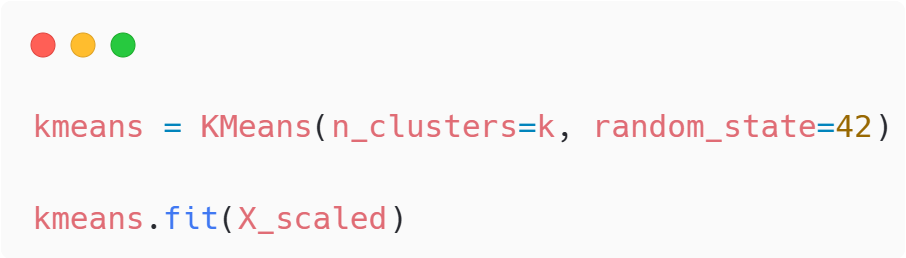 kmeans = KMeans(n_clusters=k, random_state=42)
kmeans.fit(X_scaled)